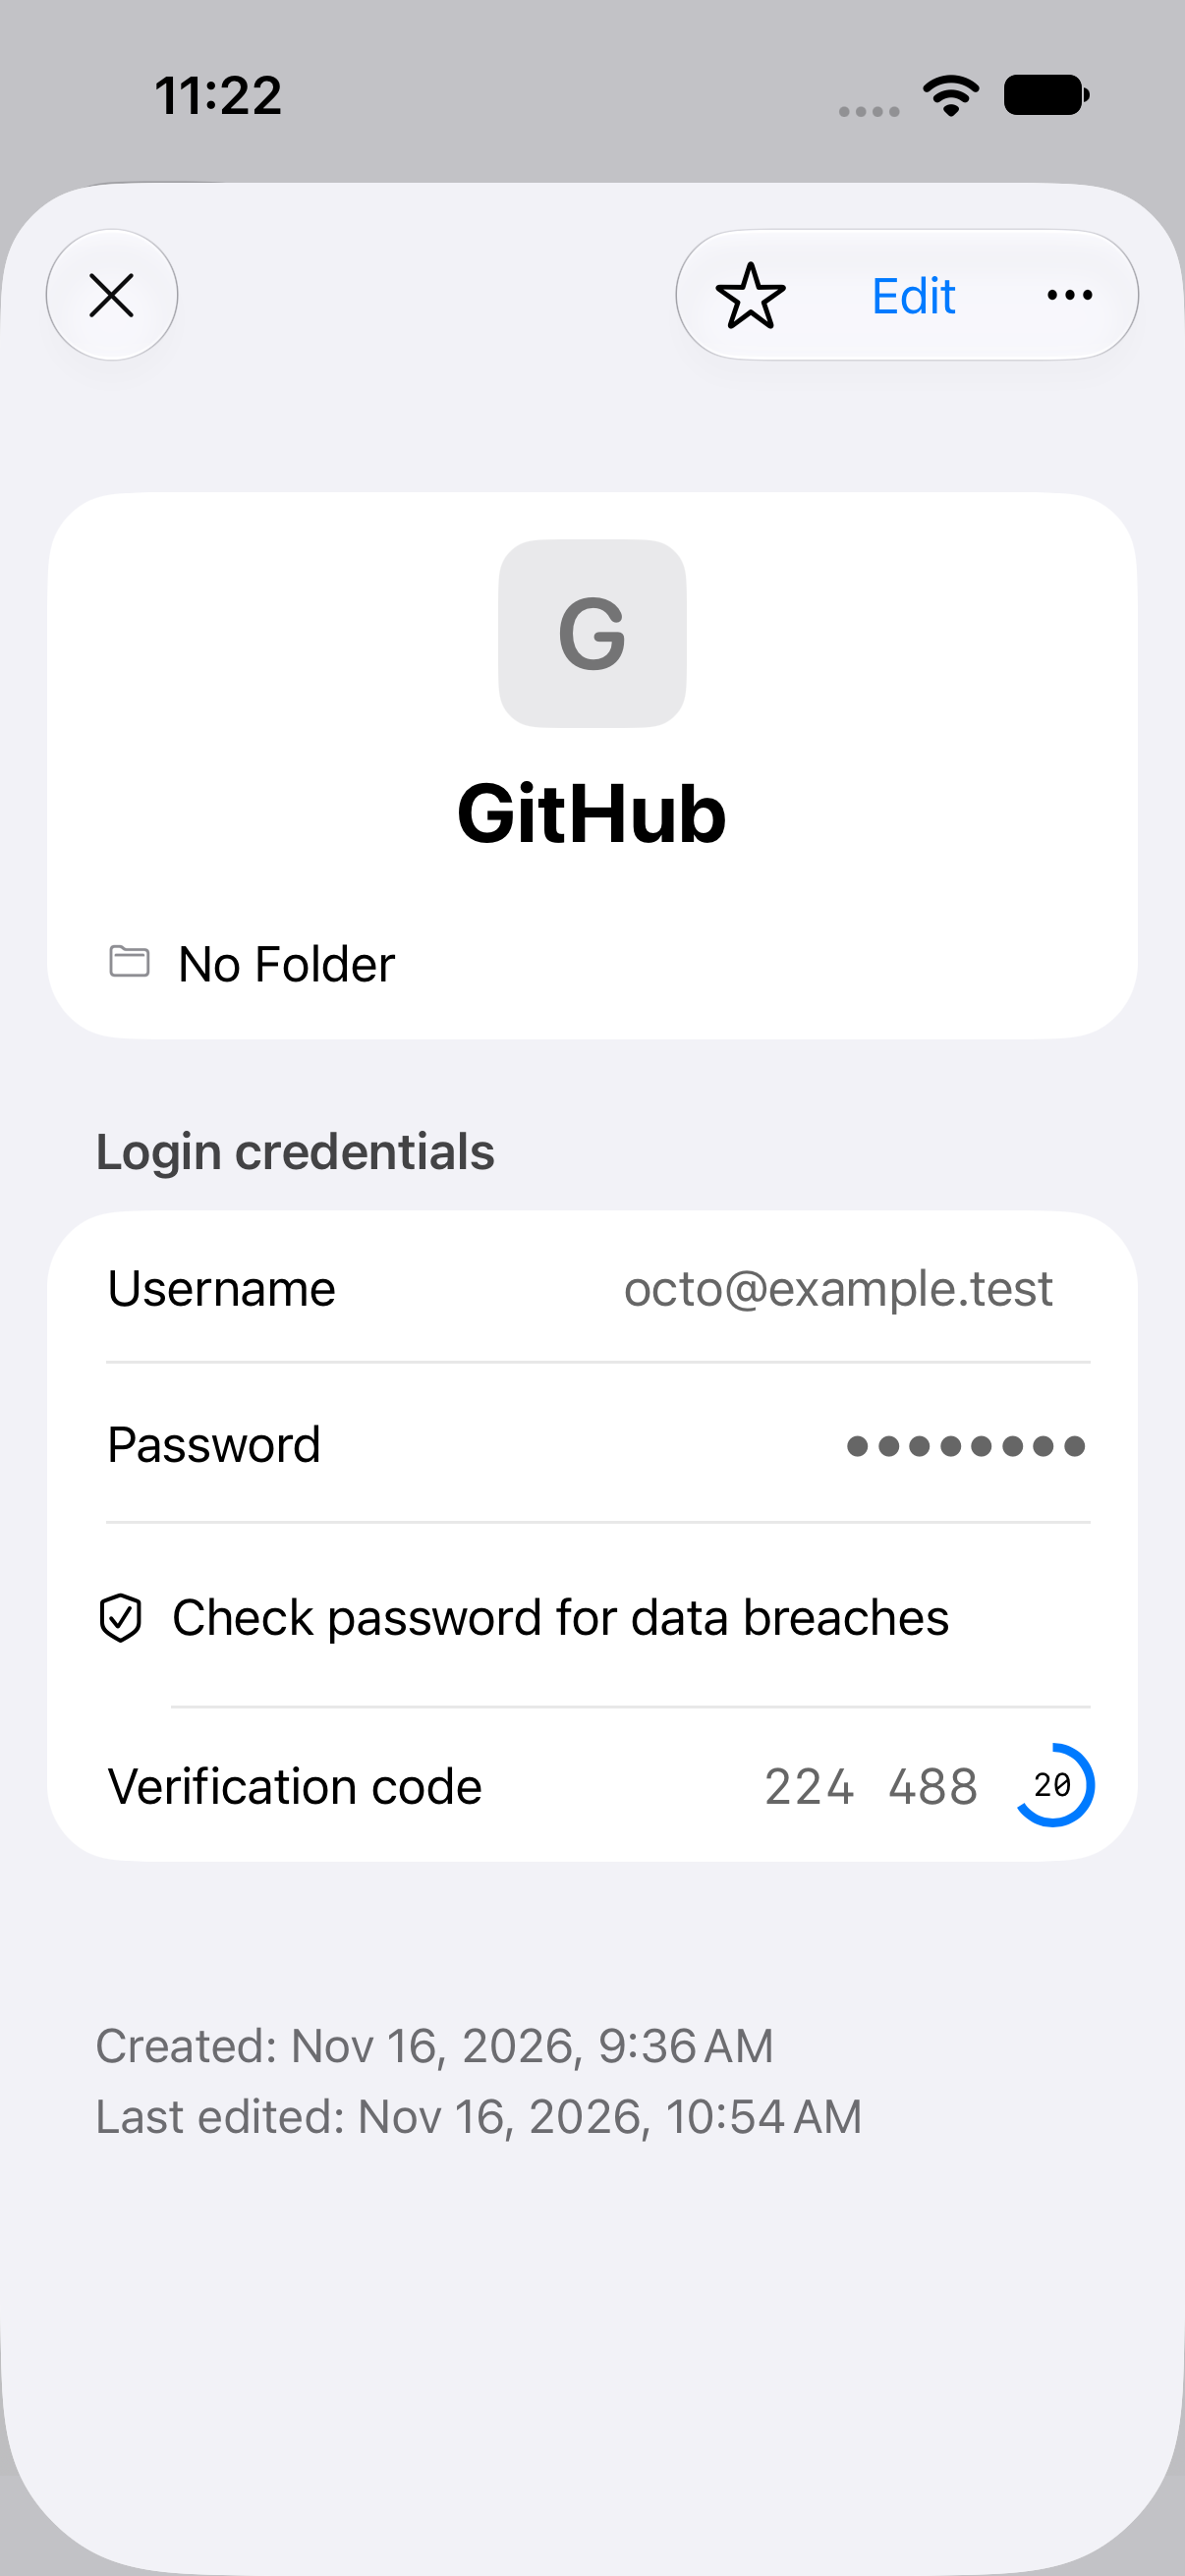 11:22
Edit
G
GitHub
No Folder
Login credentials
Username octo@example.test
Password ••••••••
Check password for data breaches
Verification code 224 488 20
Created: Nov 16, 2026, 9:36 AM
Last edited: Nov 16, 2026, 10:54 AM